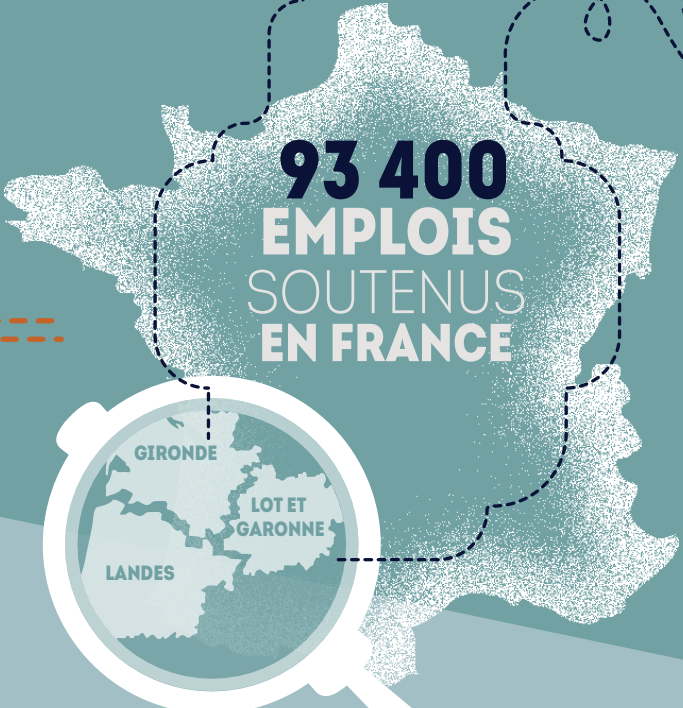 93 400
EMPLOIS
SOUTENUS
EN FRANCE
GIRONDE
LOT ET
GARONNE
LANDES